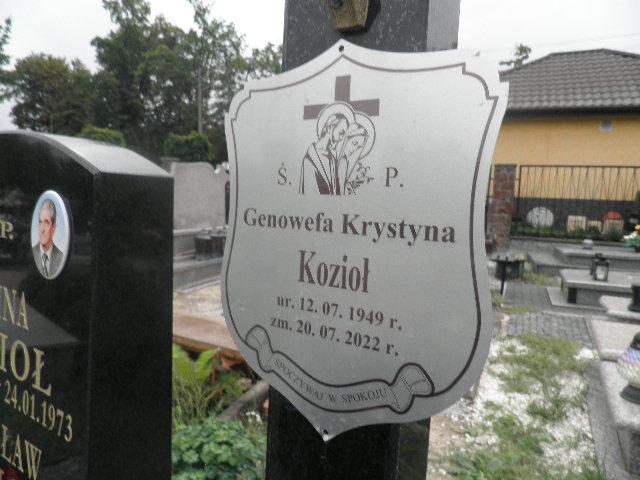 Ś. P.
Genowefa Krystyna
Kozioł
ur. 12. 07. 1949 r.
zm. 20. 07. 2022 r.
SPOCZYWAJ W SPOKOJU
P.
NA
IOŁ
24.01.1973
ŁAW